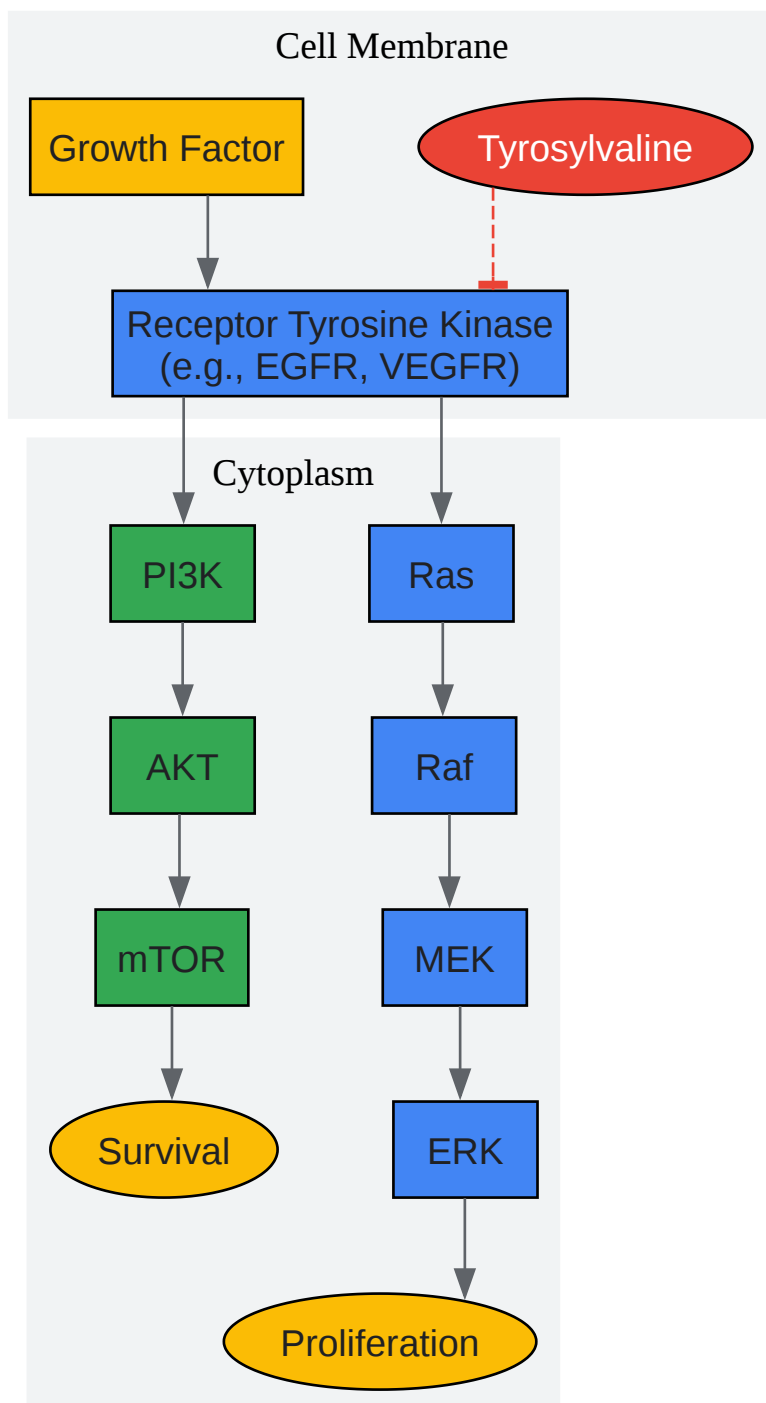 Cell Membrane
Growth Factor
Tyrosylvaline
Receptor Tyrosine Kinase
(e.g., EGFR, VEGFR)
Cytoplasm
PI3K
Ras
AKT
Raf
mTOR
MEK
Survival
ERK
Proliferation